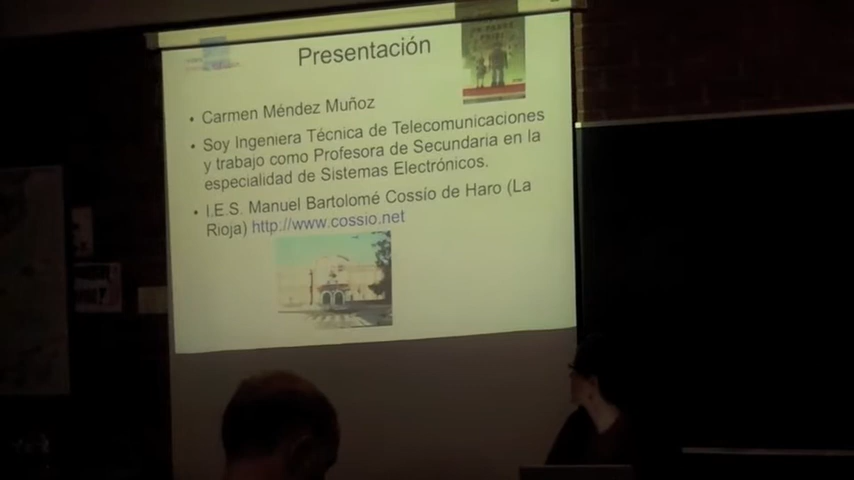 Presentación
• Carmen Méndez Muñoz
• Soy Ingeniera Técnica de Telecomunicaciones
y trabajo como Profesora de Secundaria en la
especialidad de Sistemas Electrónicos.
• I.E.S. Manuel Bartolomé Cossío de Haro (La
Rioja) http://www.cossio.net